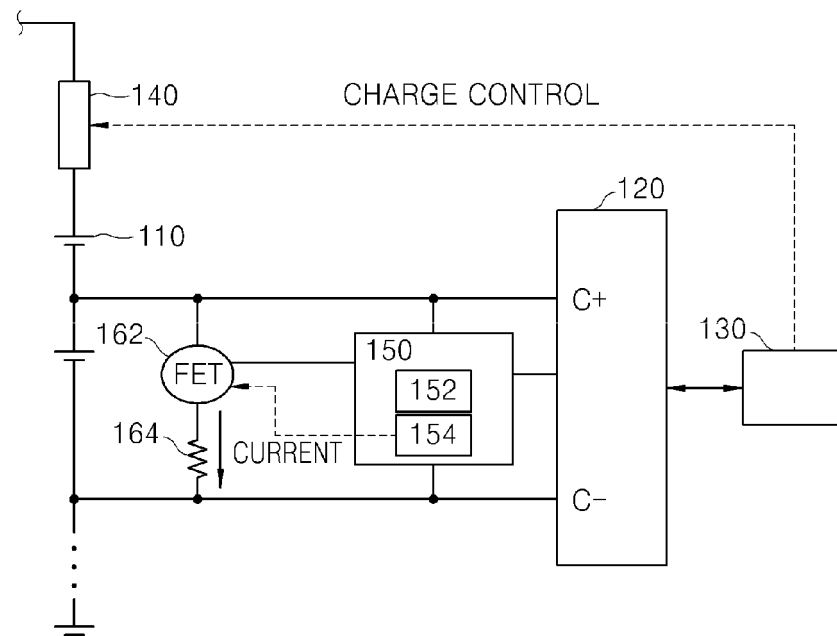 140
CHARGE CONTROL
110
120
C+
162
FET
150
152
154
130
164
CURRENT
C-